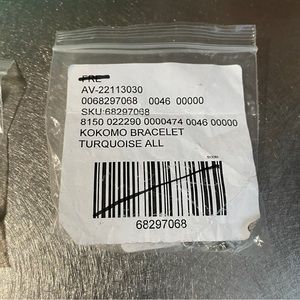 FRE
AV-22113030
0068297068 0046 00000
SKU:68297068
8150 022290 0000474 0046 00000
KOKOMO BRACELET
TURQUOISE ALL
68297068